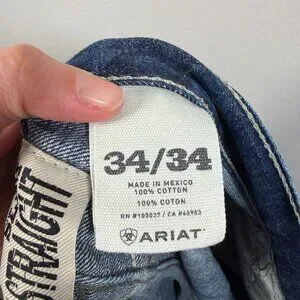 34/34
MADE IN MEXICO
100% COTTON
100% COTON
RN #105037 / CA #45983
ARIAT
STRAIGHT